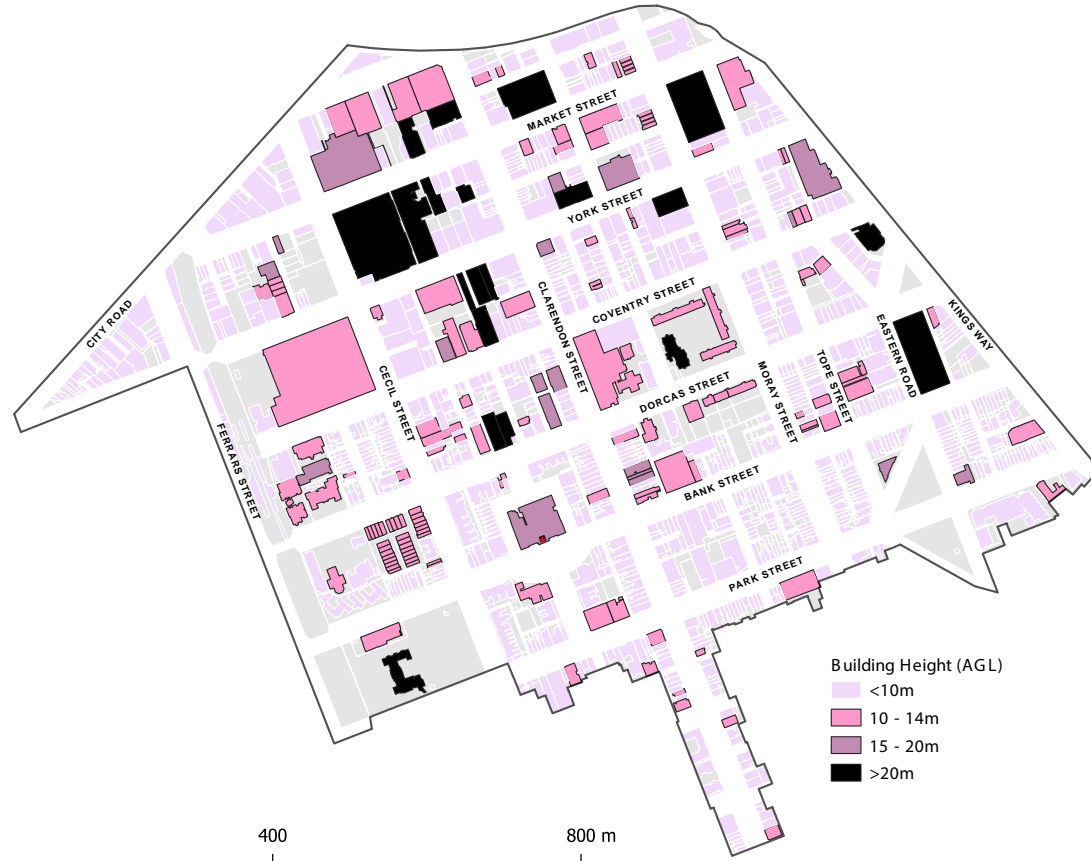 MARKET STREET
YORK STREET
COVENTRY STREET
CLARENDON STREET
CITY ROAD
KINGS WAY
EASTERN ROAD
TOPE STREET
MORAY STREET
DORCAS STREET
CECIL STREET
FERRARS STREET
BANK STREET
PARK STREET
Building Height (AGL)
<10m
10 - 14m
15 - 20m
>20m
400
800 m